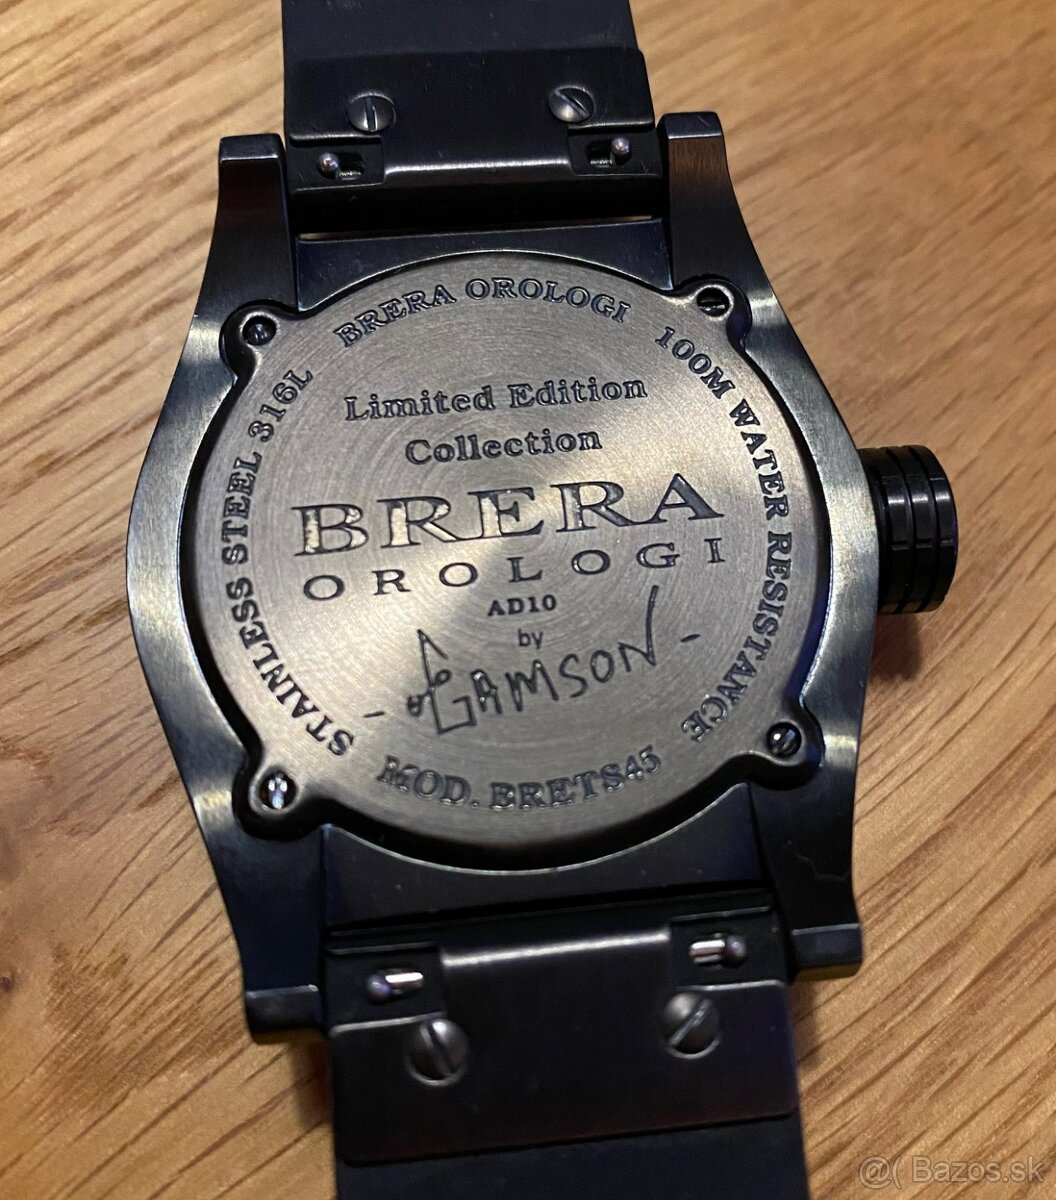 BRERA OROLOGI
100M WATER RESISTANCE
STAINLESS STEEL 316L
Limited Edition
Collection
BRERA
OROLOGI
AD10
by
GAMSON
MOD. BRETS45
@( Bazos.sk